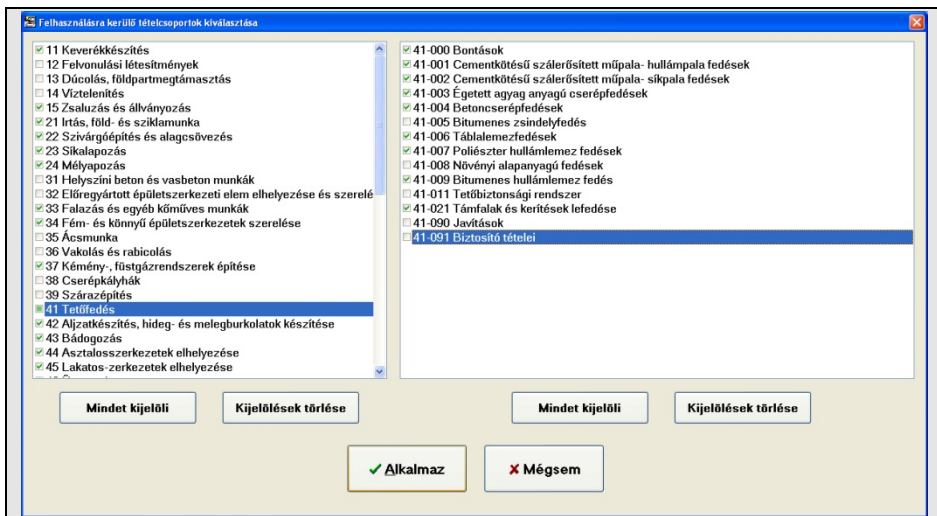 Felhasználásra kerülő tételcsoportok kiválasztása
11 Keverékkészítés
12 Felvonulási létesítmények
13 Dúcolás, földpartmegtámasztás
14 Víztelenítés
15 Zsaluzás és állványozás
21 Irtás, föld- és sziklamunka
22 Szivárgóépítés és alagcsövezés
23 Síkalapozás
24 Mélyapozás
31 Helyszíni beton és vasbeton munkák
32 Előregyártott épületszerkezeti elem elhelyezése és szerelé
33 Falazás és egyéb kőműves munkák
34 Fém- és könnyű épületszerkezetek szerelése
35 Ácsmunka
36 Vakolás és rabicolás
37 Kémény-, füstgázrendszerek építése
38 Cserépkályhák
39 Szárazépítés
41 Tetőfedés
42 Aljzatkészítés, hideg- és melegburkolatok készítése
43 Bádogozás
44 Asztalosszerkezetek elhelyezése
45 Lakatos-zerkezetek elhelyezése
41-000 Bontások
41-001 Cementkötésű szálerősített műpala- hullámpala fedések
41-002 Cementkötésű szálerősített műpala- síkpala fedések
41-003 Égetett agyag anyagú cserépfedések
41-004 Betoncserépfedések
41-005 Bitumenes zsindelyfedés
41-006 Táblalemezfedések
41-007 Poliészter hullámlemez fedések
41-008 Növényi alapanyagú fedések
41-009 Bitumenes hullámlemez fedés
41-011 Tetőbiztonsági rendszer
41-021 Támfalak és kerítések lefedése
41-090 Javítások
41-091 Biztosító tételei
Mindet kijelöli
Kijelölések törlése
Mindet kijelöli
Kijelölések törlése
Alkalmaz
Mégsem